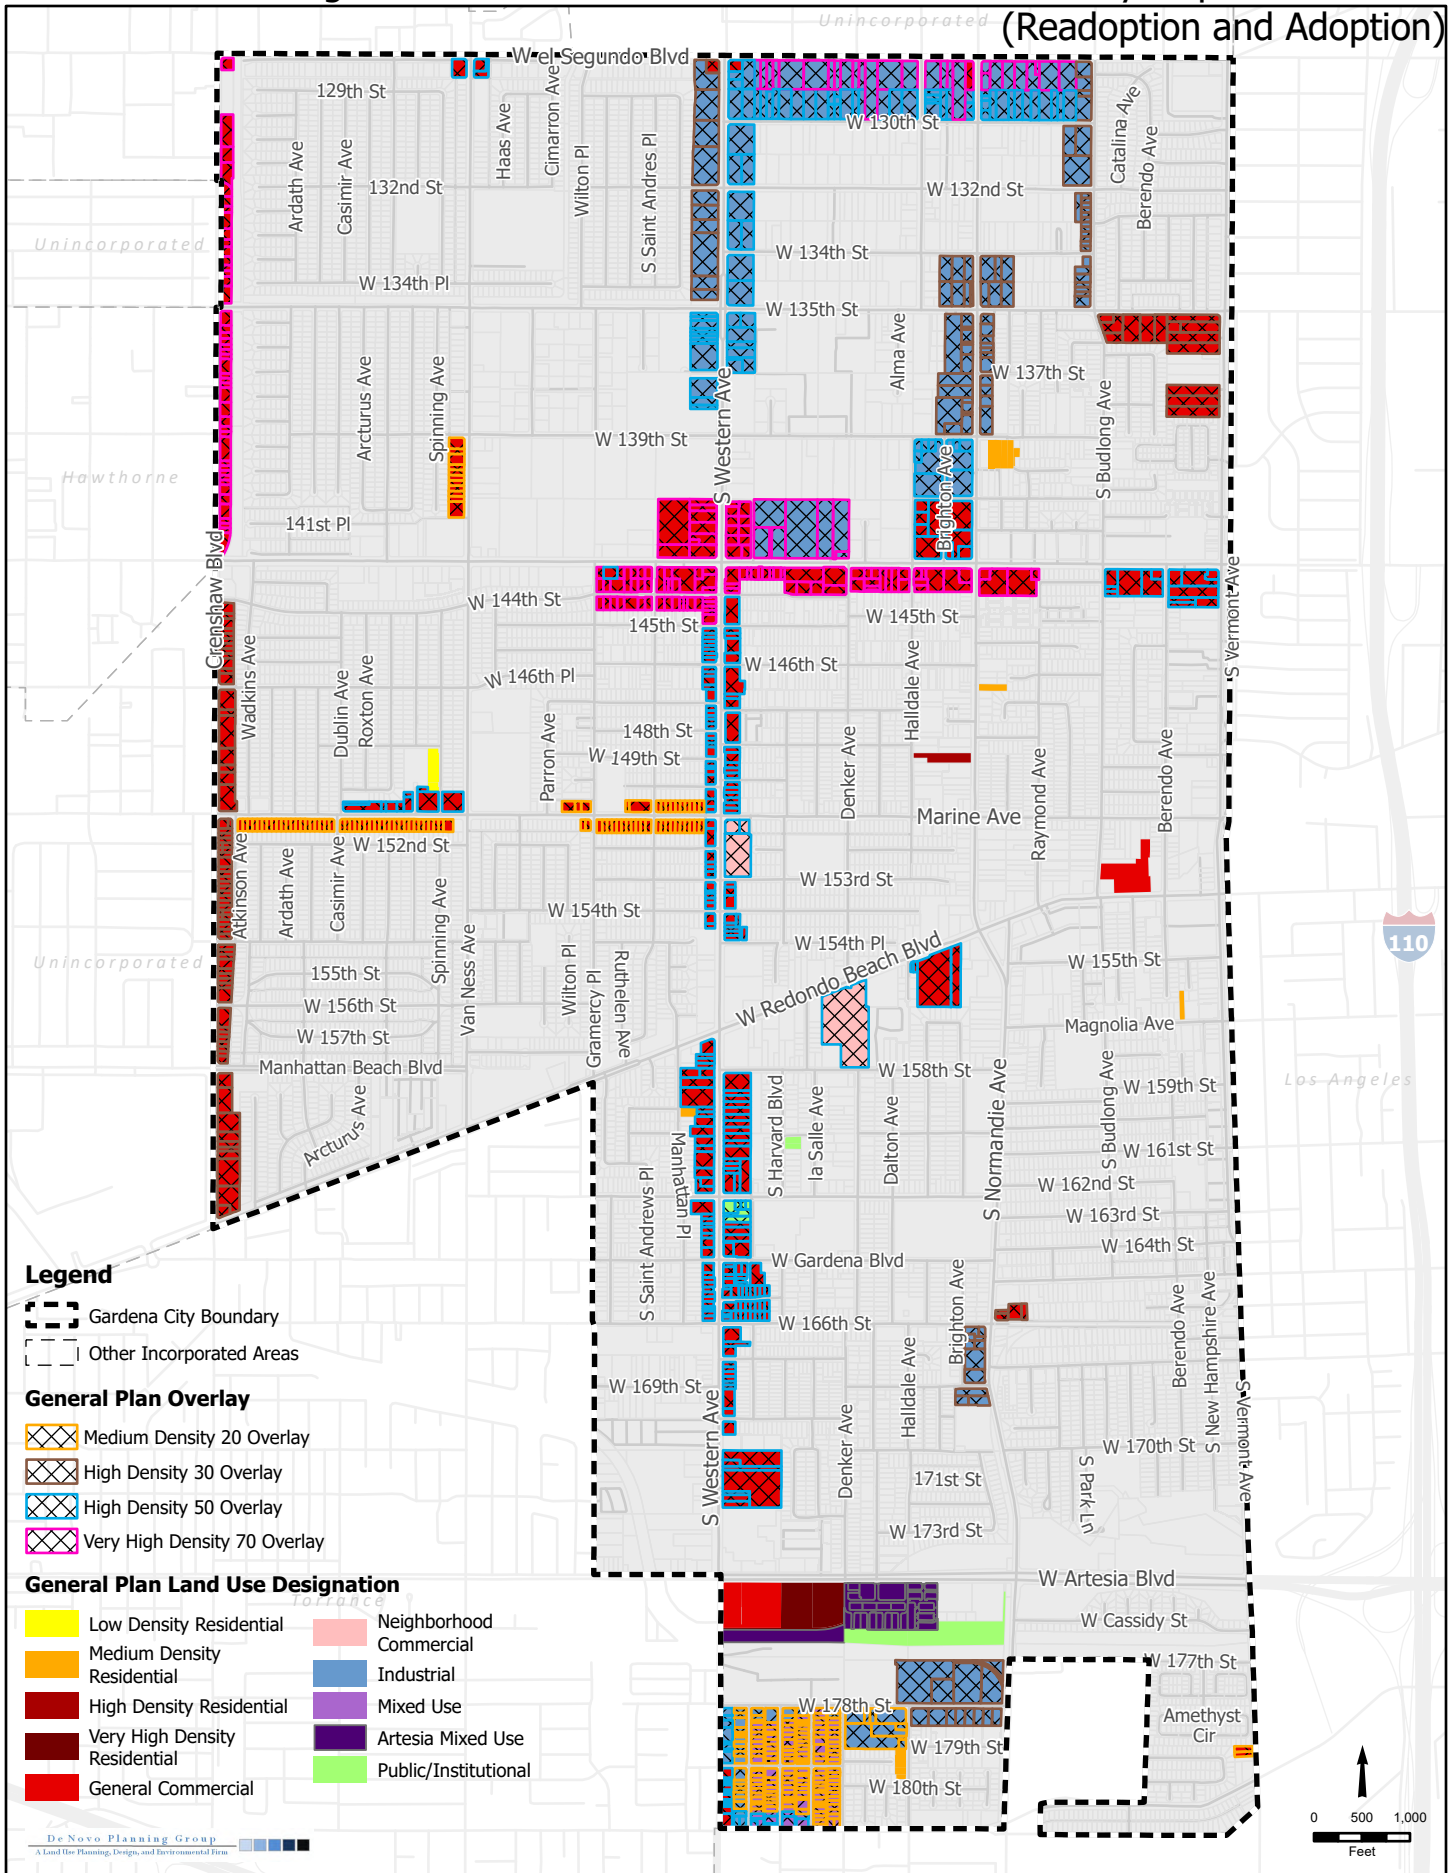 (Readoption and Adoption)
Unincorporated
W el Segundo Blvd
129th St
Haas Ave
Cimarron Ave
W 130th St
Catalina Ave
Berendo Ave
Ardath Ave
Casimir Ave
132nd St
Wilton Pl
S Saint Andres Pl
W 132nd St
Unincorporated
W 134th St
W 134th Pl
W 135th St
Alma Ave
Arcturus Ave
Spinning Ave
S Western Ave
W 137th St
S Budlong Ave
W 139th St
Brighton Ave
Hawthorne
141st Pl
Crenshaw Blvd
S Vermont Ave
W 144th St
145th St
W 145th St
Wadkins Ave
Dublin Ave
Roxton Ave
W 146th Pl
W 146th St
Halldale Ave
Parron Ave
148th St
W 149th St
Denker Ave
Raymond Ave
Berendo Ave
Marine Ave
W 152nd St
Atkinson Ave
Ardath Ave
Casimir Ave
Spinning Ave
W 153rd St
W 154th St
W 154th Pl
W Redondo Beach Blvd
110
Unincorporated
155th St
Van Ness Ave
Wilton Pl
Gramercy Pl
Ruthelen Ave
W 155th St
W 156th St
W 157th St
Magnolia Ave
Manhattan Beach Blvd
W 158th St
S Normandie Ave
S Budlong Ave
W 159th St
Los Angeles
Arcturus Ave
Manhattan Pl
S Harvard Blvd
la Salle Ave
Dalton Ave
W 161st St
S Saint Andrews Pl
W 162nd St
W 163rd St
W 164th St
W Gardena Blvd
Brighton Ave
Berendo Ave
S New Hampshire Ave
W 166th St
Halldale Ave
W 169th St
S Western Ave
Denker Ave
S Vermont Ave
W 170th St
171st St
S Park Ln
W 173rd St
W Artesia Blvd
Torrance
W Cassidy St
W 177th St
W 178th St
Amethyst
Cir
W 179th St
W 180th St
Legend
Gardena City Boundary
Other Incorporated Areas
General Plan Overlay
Medium Density 20 Overlay
High Density 30 Overlay
High Density 50 Overlay
Very High Density 70 Overlay
General Plan Land Use Designation
Low Density Residential
Medium Density
Residential
High Density Residential
Very High Density
Residential
General Commercial
Neighborhood
Commercial
Industrial
Mixed Use
Artesia Mixed Use
Public/Institutional
De Novo Planning Group
A Land Use Planning, Design, and Environmental Firm
0 500 1,000
Feet